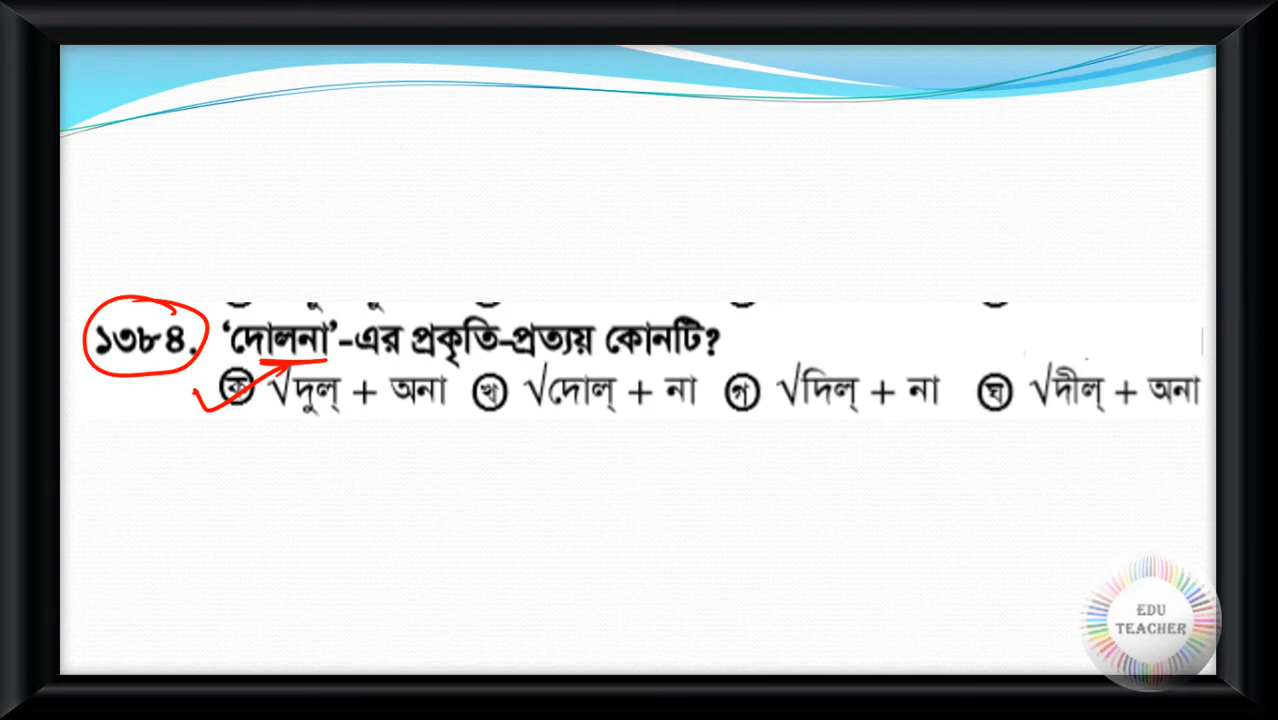 ১৩৮৪. ‘দোলনা’-এর প্রকৃতি-প্রত্যয় কোনটি?
ক √দুল্ + অনা খ √দোল্ + না গ √দিল্ + না ঘ √দীল্ + অনা
EDU
TEACHER